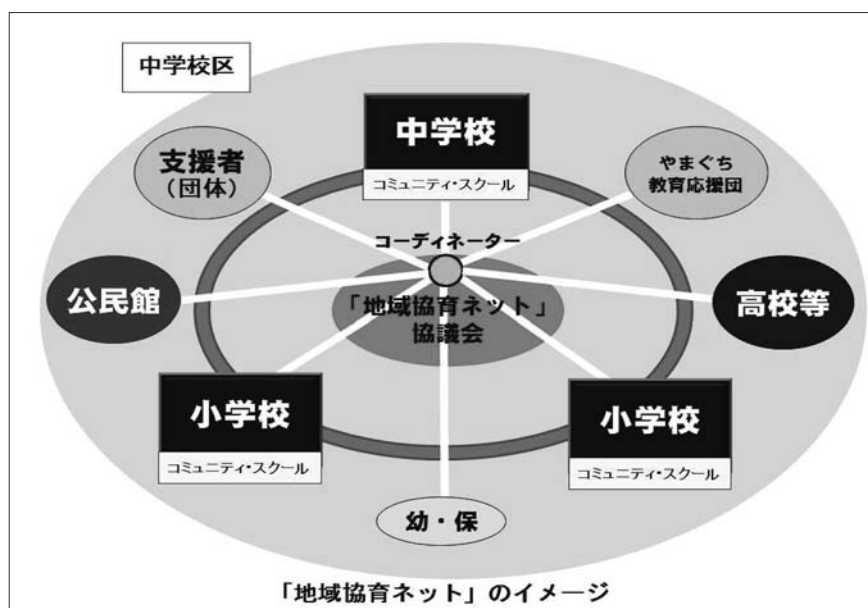 中学校区
中学校
コミュニティ・スクール
支援者
(団体)
やまぐち
教育応援団
コーディネーター
公民館
「地域協育ネット」
協議会
高校等
小学校
コミュニティ・スクール
小学校
コミュニティ・スクール
幼・保
「地域協育ネット」のイメージ